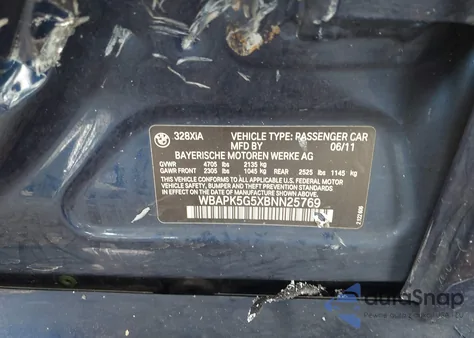 328XIA VEHICLE TYPE: PASSENGER CAR
MFD BY 06/11
BAYERISCHE MOTOREN WERKE AG
GVWR 4705 lbs 2135 kg
GAWR FRONT 2305 lbs 1045 kg REAR 2525 lbs 1145 kg
THIS VEHICLE CONFORMS TO ALL APPLICABLE U.S. FEDERAL MOTOR
VEHICLE SAFETY, BUMPER, AND THEFT PREVENTION STANDARDS IN
EFFECT ON THE DATE OF MANUFACTURE SHOWN ABOVE.
WBAPK5G5XBNN25769
auraSnap